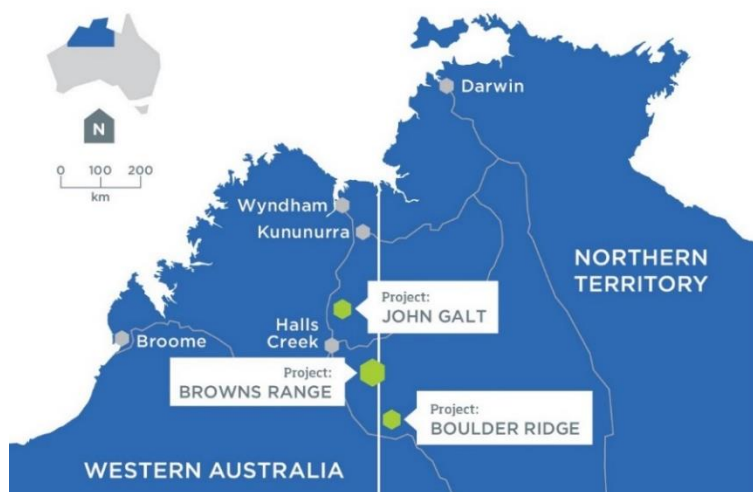 Darwin
N
0 100 200
km
Wyndham
Kununurra
NORTHERN
TERRITORY
Project:
JOHN GALT
Halls
Creek
Broome
Project:
BROWNS RANGE
Project:
BOULDER RIDGE
WESTERN AUSTRALIA